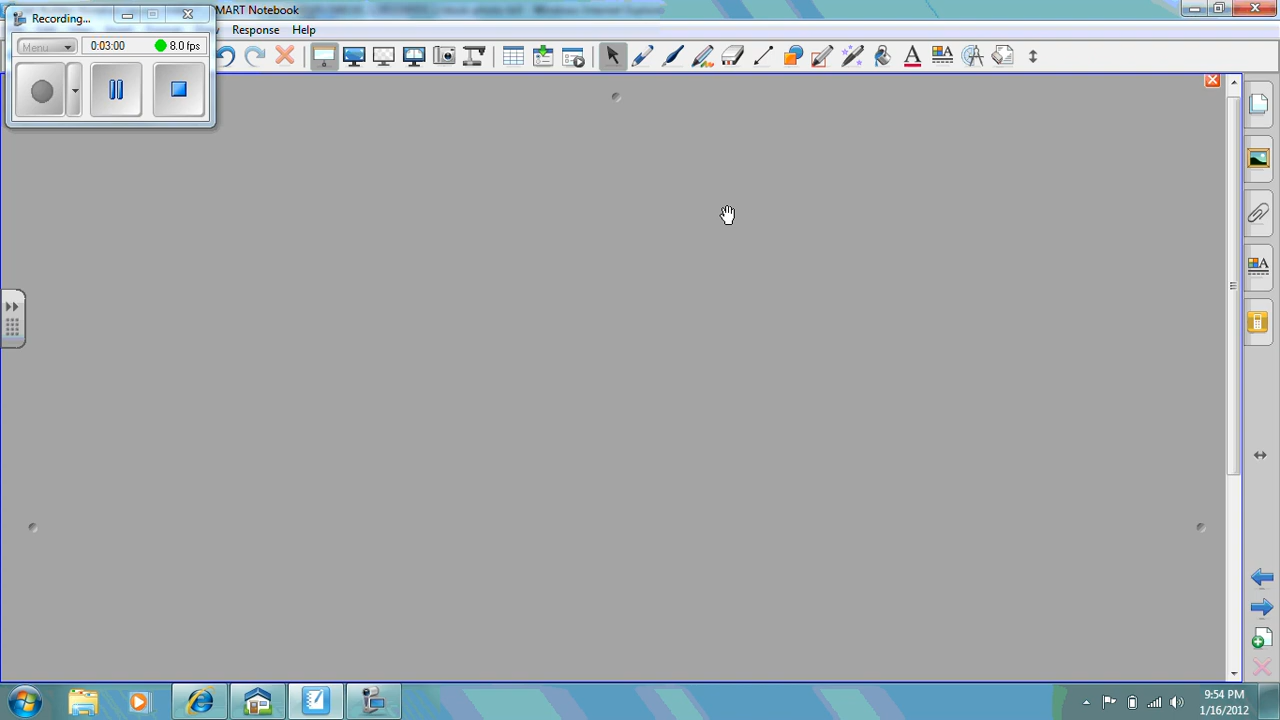 MART Notebook
Recording...
Response Help
Menu 0:03:00 8.0 fps
9:54 PM
1/16/2012